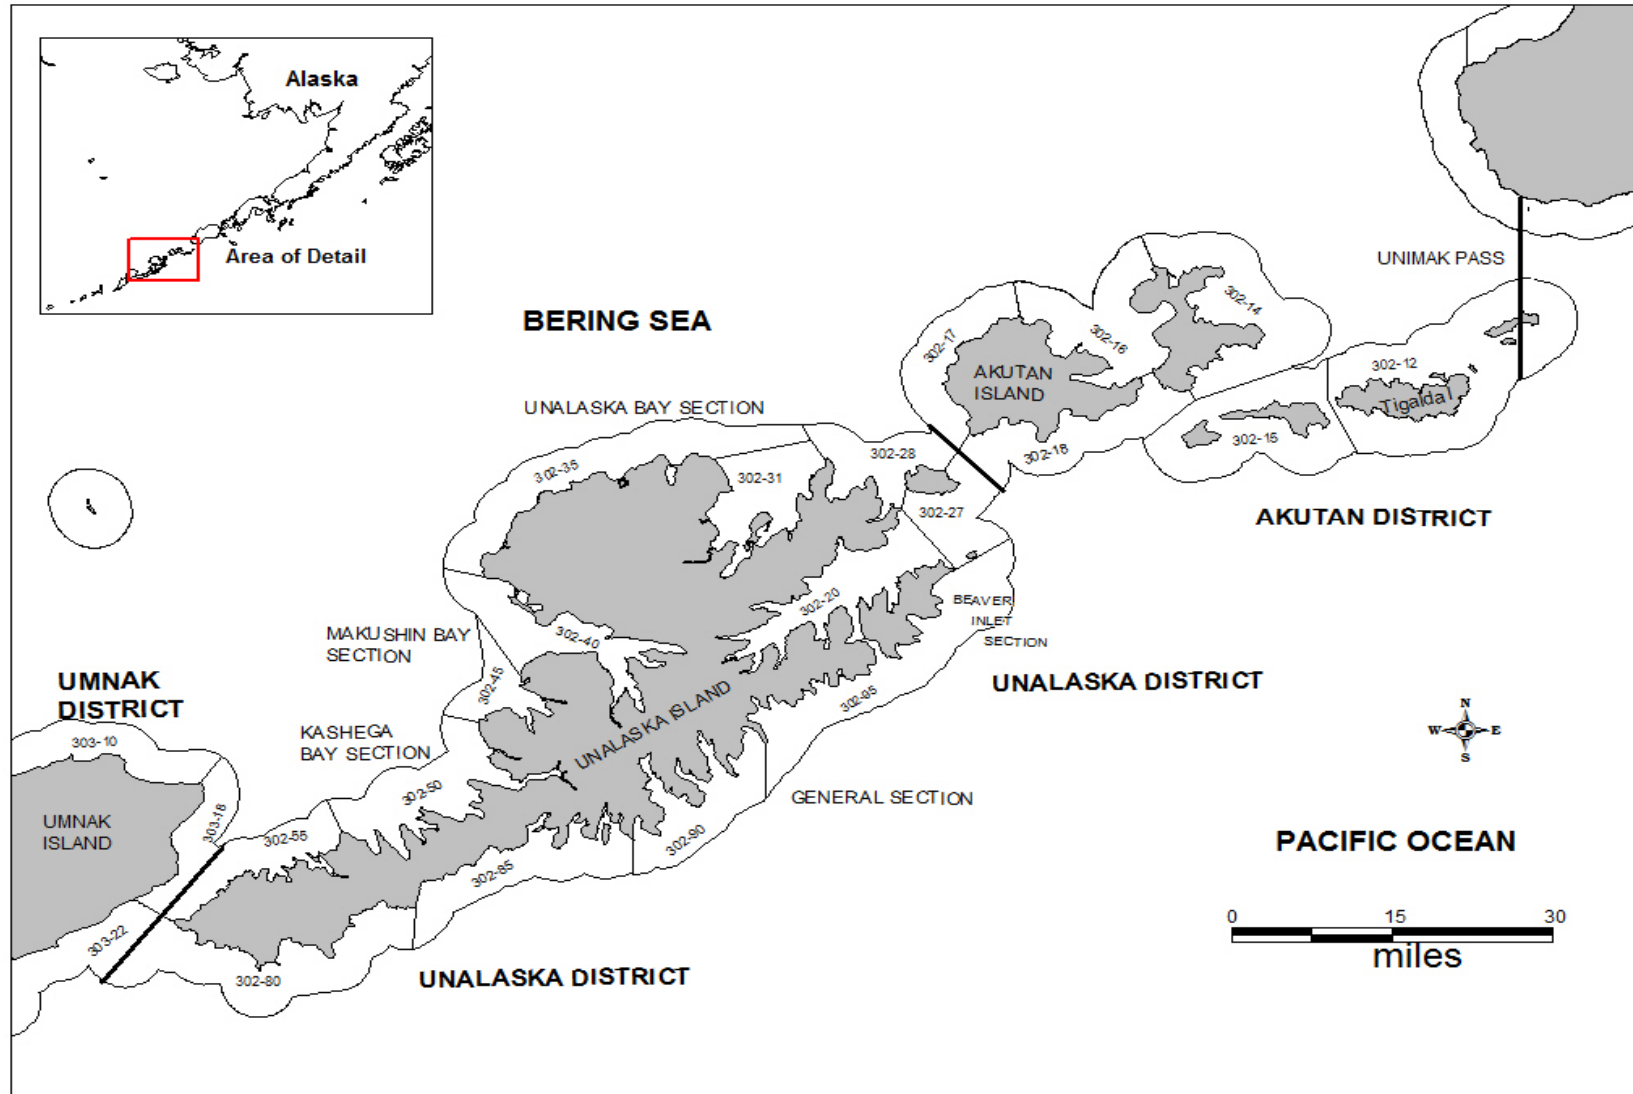 Alaska
Area of Detail
UNIMAK PASS
BERING SEA
302-14
302-17
302-16
302-12
AKUTAN
ISLAND
Tigaldal
UNALASKA BAY SECTION
302-15
302-18
302-28
302-35
302-31
302-27
AKUTAN DISTRICT
302-20
BEAVER
INLET
SECTION
302-40
MAKUSHIN BAY
SECTION
302-45
UNALASKA DISTRICT
UMNAK
DISTRICT
302-95
UNALASKA ISLAND
N
W
E
S
303-10
KASHEGA
BAY SECTION
302-50
GENERAL SECTION
303-18
UMNAK
ISLAND
302-55
302-90
PACIFIC OCEAN
302-85
0
15
30
303-22
miles
302-80
UNALASKA DISTRICT